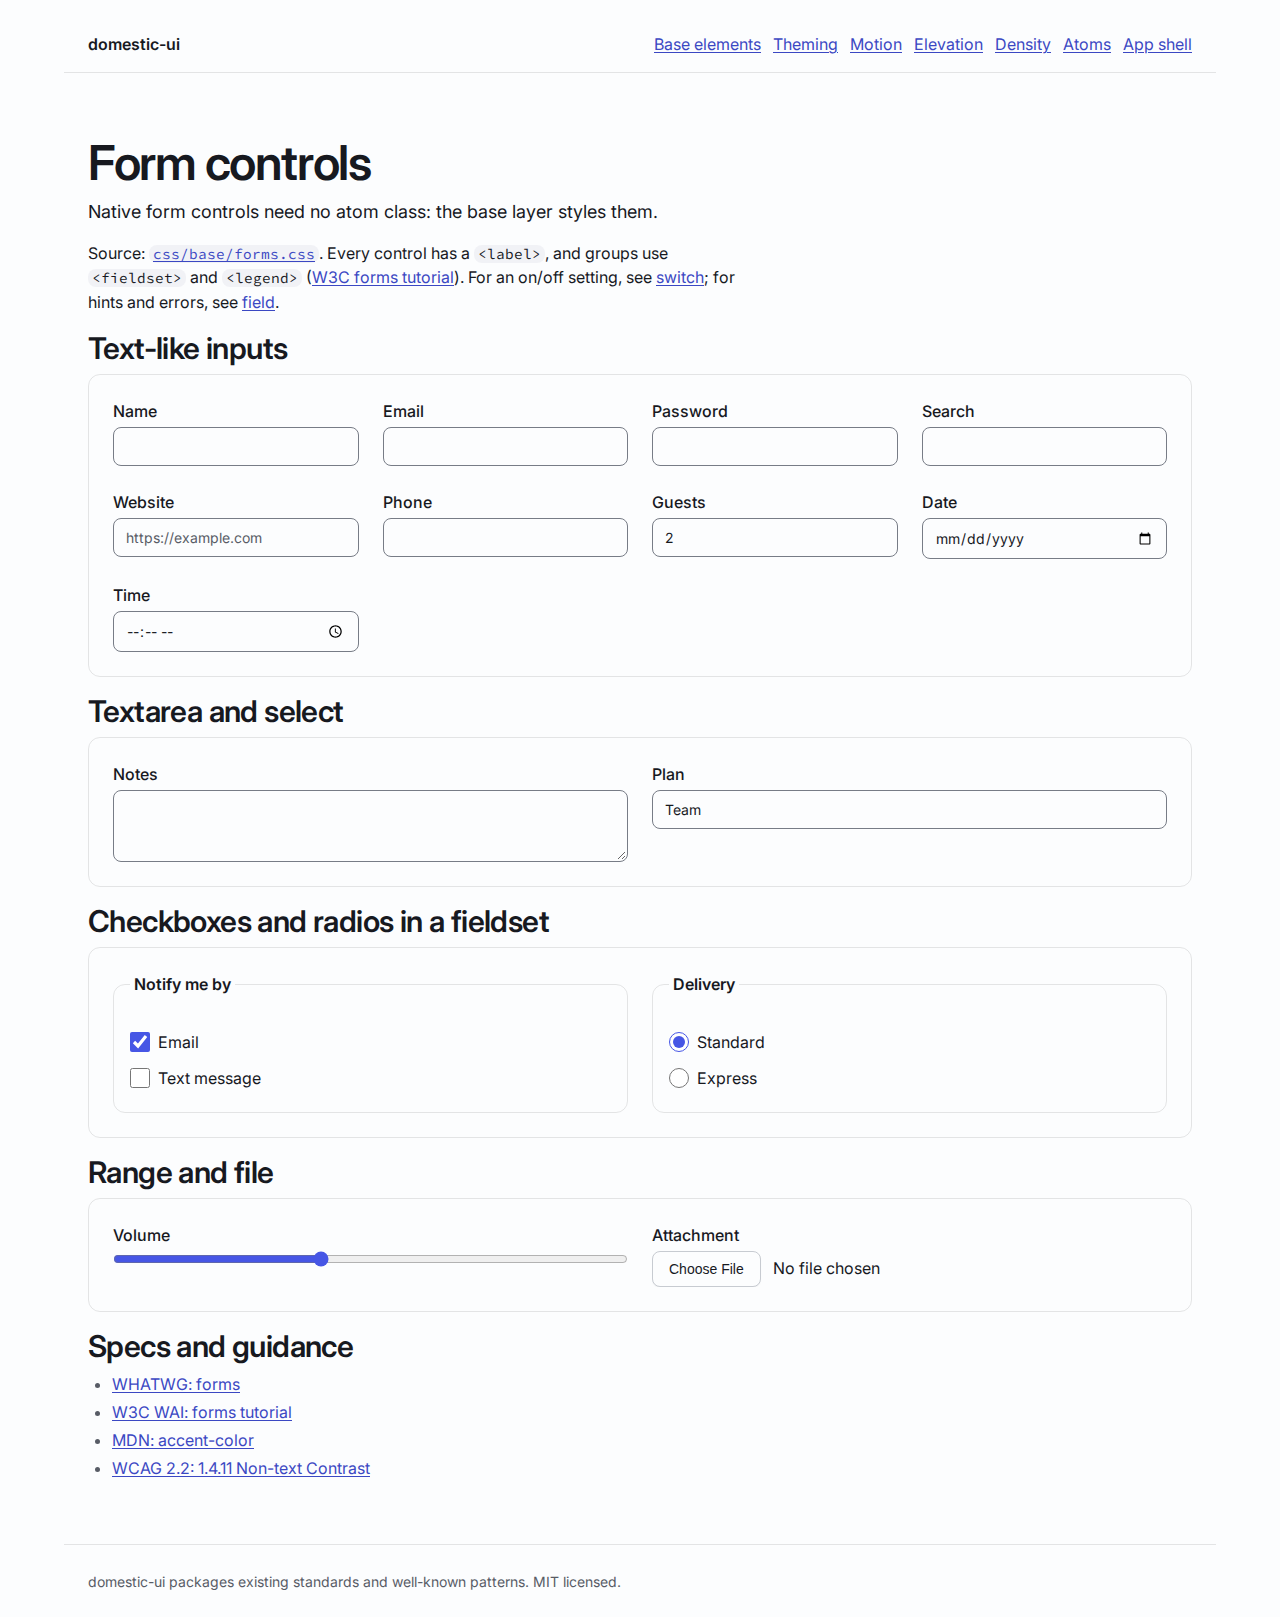 domestic-ui
Base elements Theming Motion Elevation Density Atoms App shell
Form controls
Native form controls need no atom class: the base layer styles them.
Source: css/base/forms.css. Every control has a <label>, and groups use
<fieldset> and <legend> (W3C forms tutorial). For an on/off setting, see switch; for
hints and errors, see field.
Text-like inputs
Name Email Password Search
Website Phone Guests Date
https://example.com 2 mm/dd/yyyy
Time
--:-- --
Textarea and select
Notes Plan
Team
Checkboxes and radios in a fieldset
Notify me by Delivery
Email Standard
Text message Express
Range and file
Volume Attachment
Choose File No file chosen
Specs and guidance
WHATWG: forms
W3C WAI: forms tutorial
MDN: accent-color
WCAG 2.2: 1.4.11 Non-text Contrast
domestic-ui packages existing standards and well-known patterns. MIT licensed.